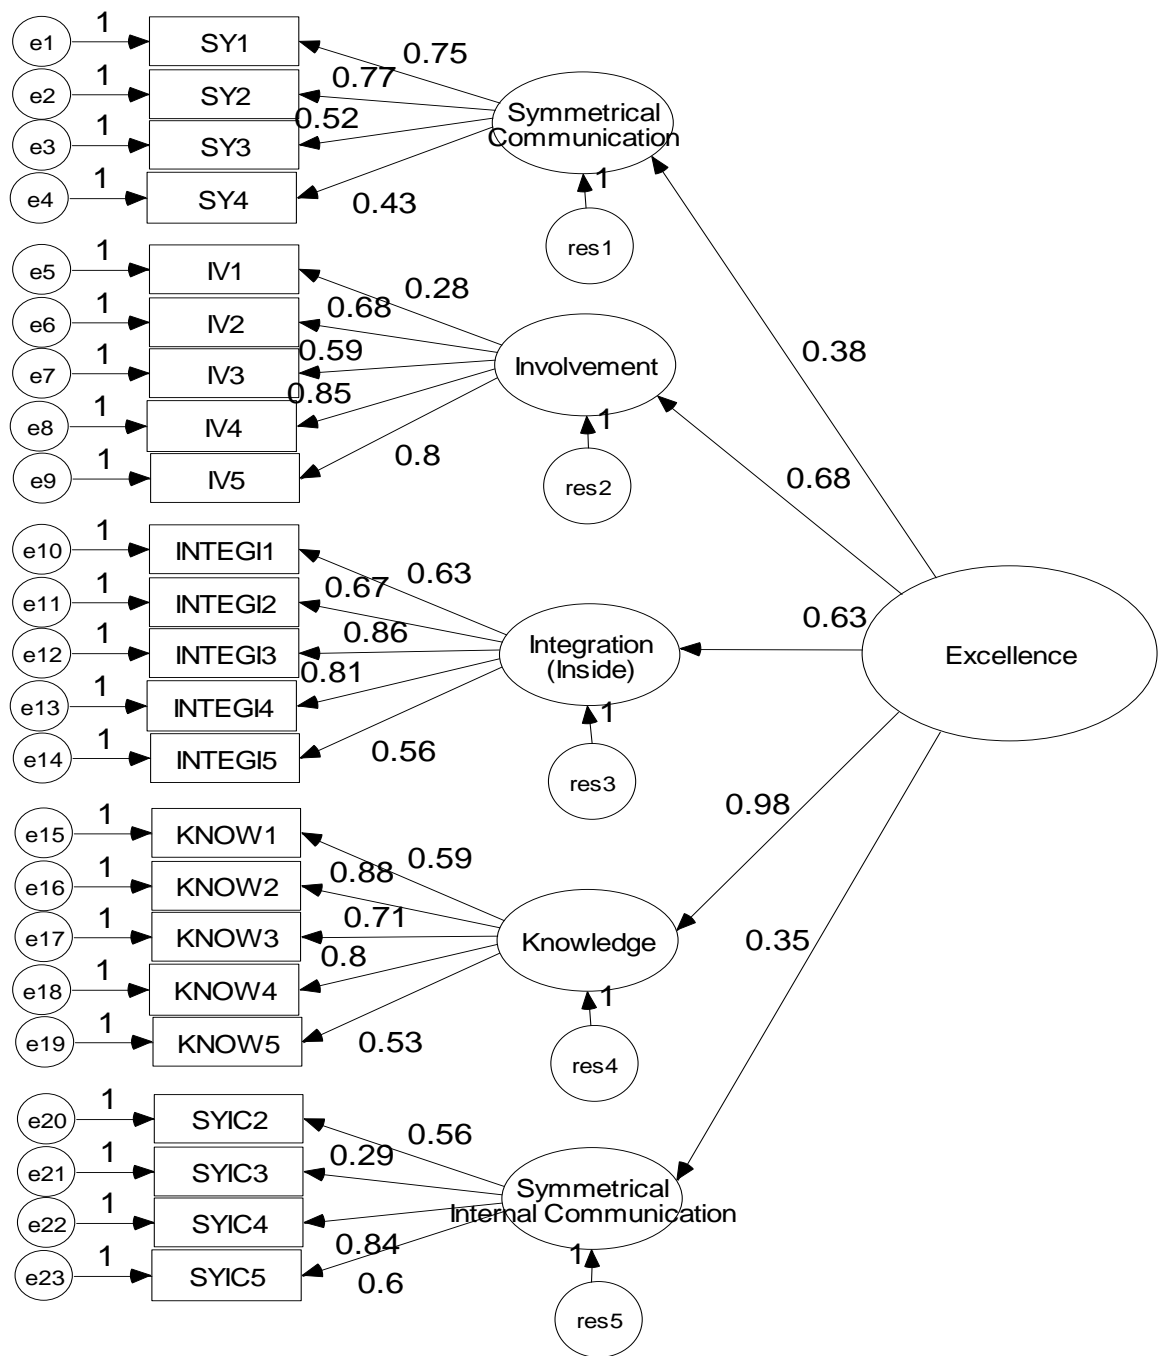 e1 1 SY1
0.75
e2 1 SY2
0.77
e3 1 SY3
0.52
e4 1 SY4
0.43
Symmetrical
Communication
1
res1
e5 1 IV1
0.28
e6 1 IV2
0.68
e7 1 IV3
0.59
e8 1 IV4
0.85
e9 1 IV5
0.8
Involvement
1
res2
e10 1 INTEGI1
0.63
e11 1 INTEGI2
0.67
e12 1 INTEGI3
0.86
e13 1 INTEGI4
0.81
e14 1 INTEGI5
0.56
Integration
(Inside)
1
res3
e15 1 KNOW1
0.59
e16 1 KNOW2
0.88
e17 1 KNOW3
0.71
e18 1 KNOW4
0.8
e19 1 KNOW5
0.53
Knowledge
1
res4
e20 1 SYIC2
0.56
e21 1 SYIC3
0.29
e22 1 SYIC4
0.84
e23 1 SYIC5
0.6
Symmetrical
Internal Communication
1
res5
0.38
0.68
0.63
0.98
0.35
Excellence